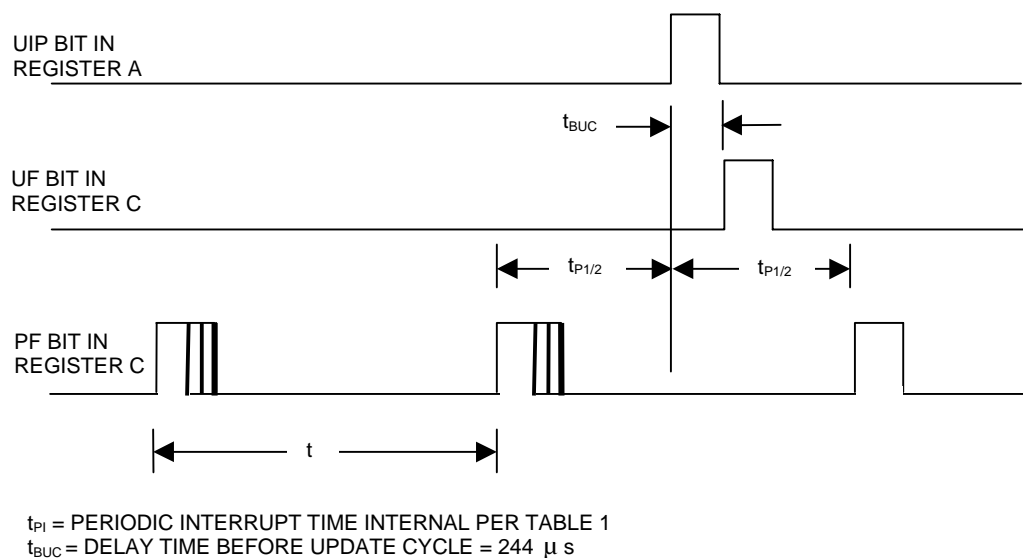 UIP BIT IN
REGISTER A
tBUC
UF BIT IN
REGISTER C
tP1/2 tP1/2
PF BIT IN
REGISTER C
t
tPI = PERIODIC INTERRUPT TIME INTERNAL PER TABLE 1
tBUC = DELAY TIME BEFORE UPDATE CYCLE = 244 μ s